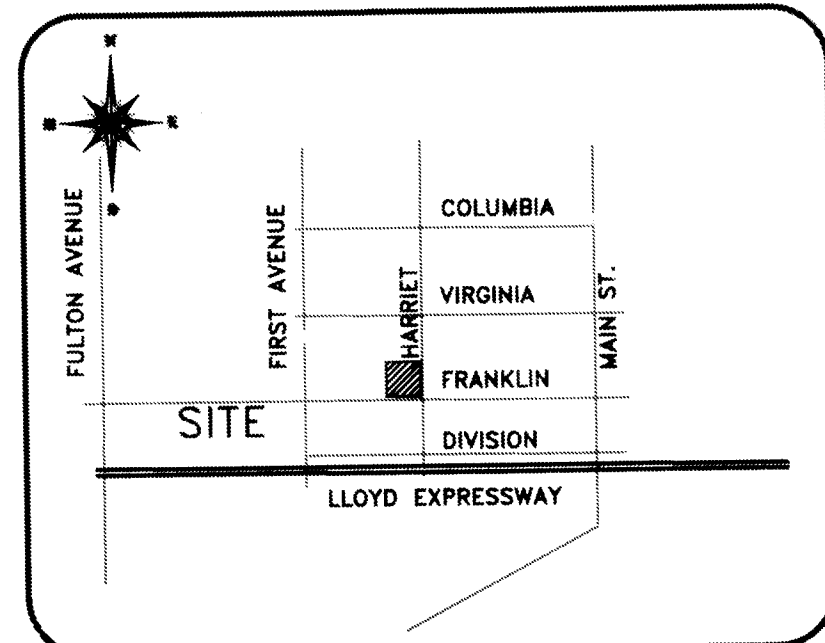 FULTON AVENUE
FIRST AVENUE
HARRIET
MAIN ST.
COLUMBIA
VIRGINIA
FRANKLIN
SITE
DIVISION
LLOYD EXPRESSWAY